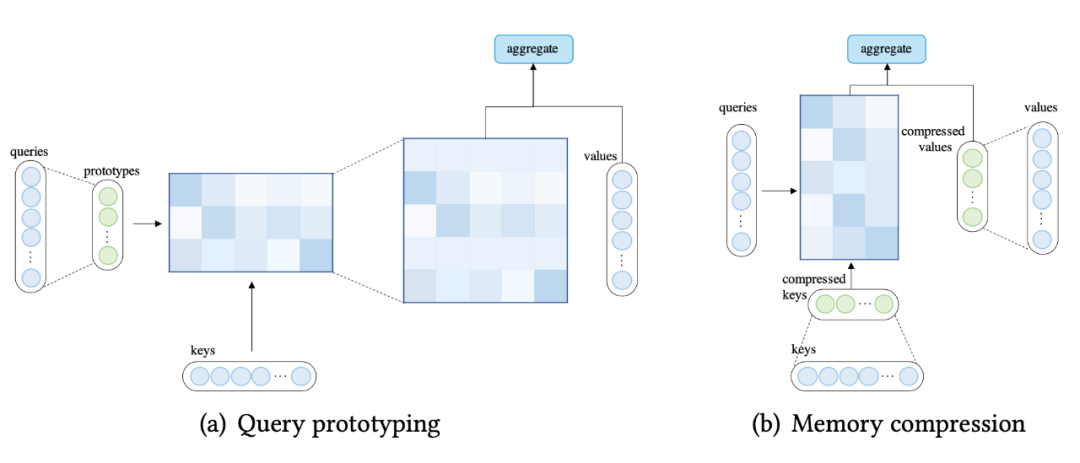 aggregate
queries
prototypes
values
keys
(a) Query prototyping
aggregate
queries
compressed
values
values
compressed
keys
keys
(b) Memory compression